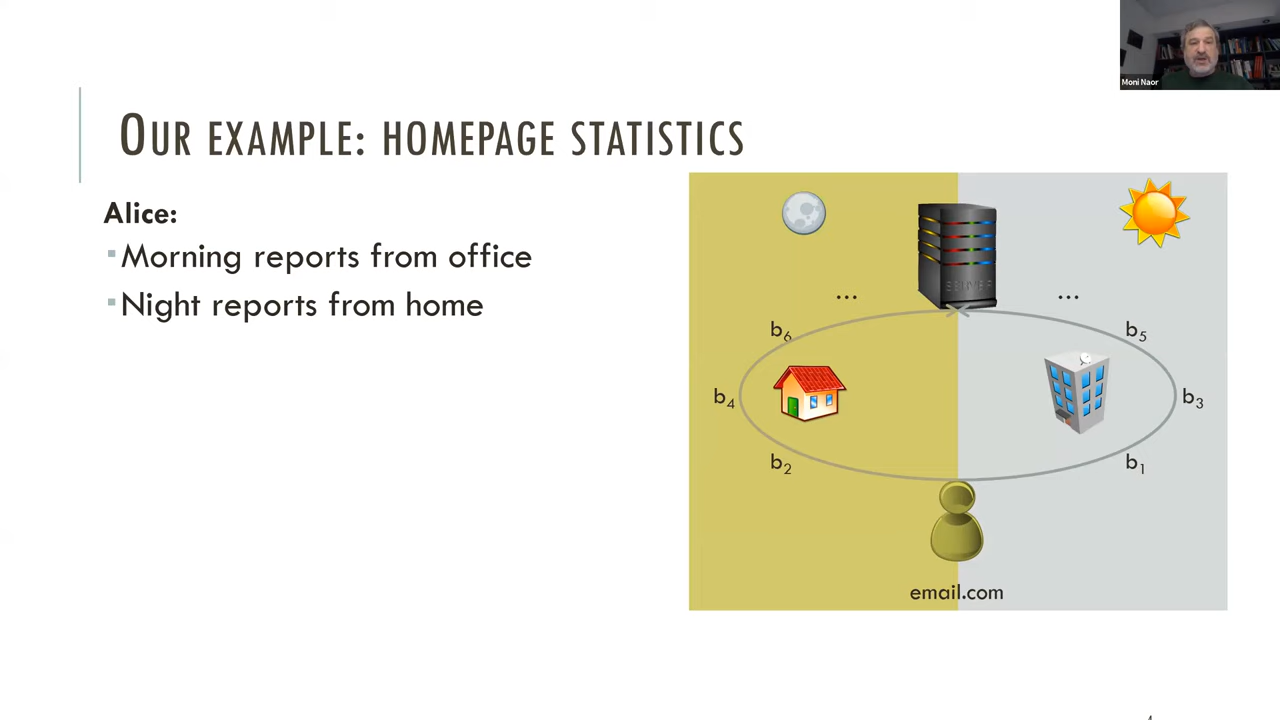 Moni Naor
OUR EXAMPLE: HOMEPAGE STATISTICS
Alice:
Morning reports from office
Night reports from home
SERVER
... ...
b6 b5
b4 b3
b2 b1
email.com